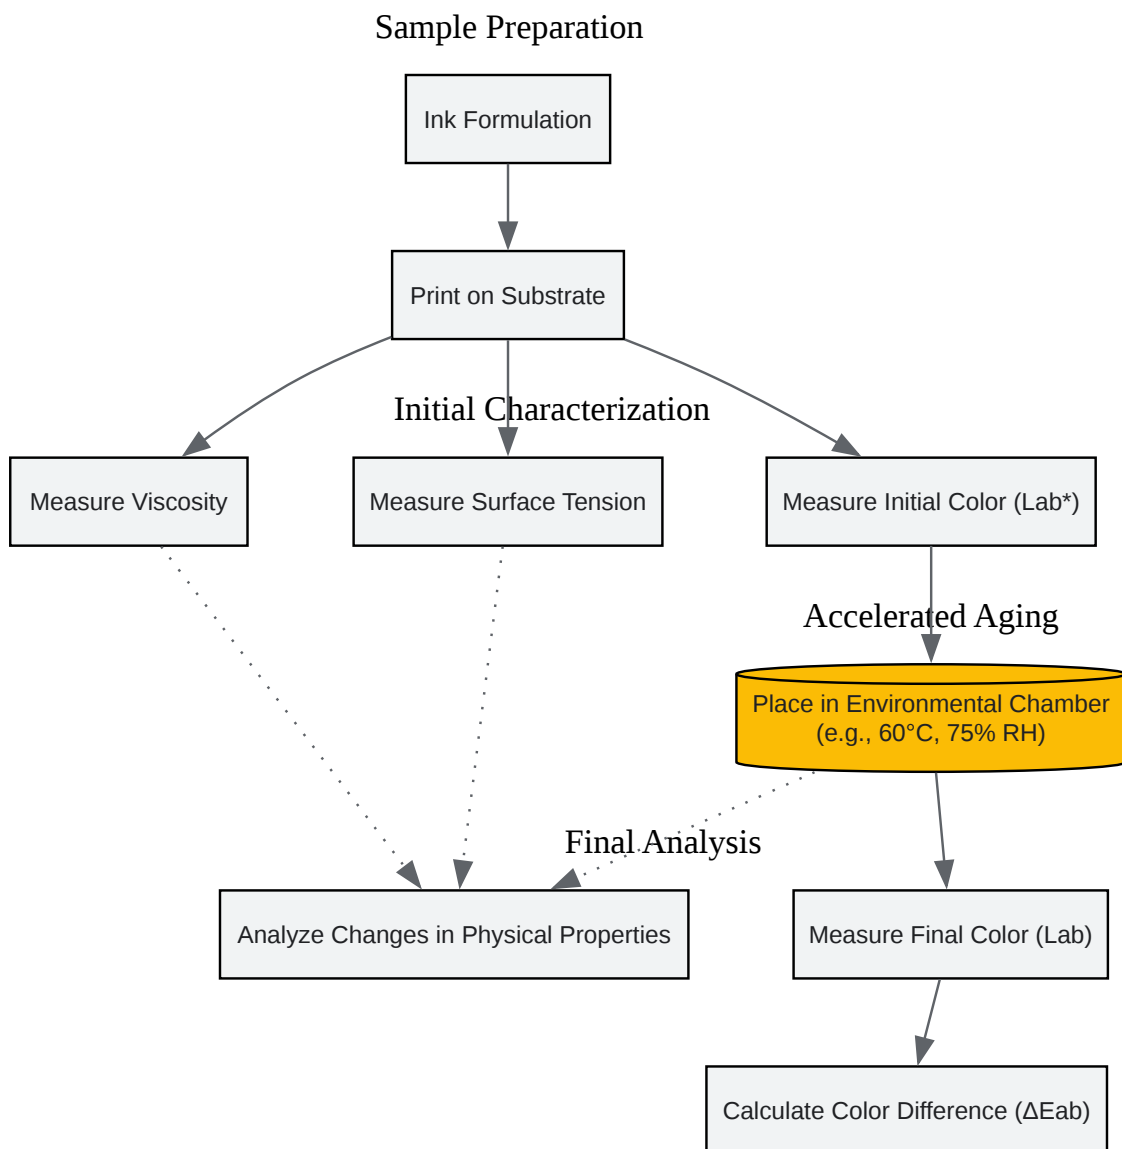 Sample Preparation
Ink Formulation
Print on Substrate
Initial Characterization
Measure Viscosity
Measure Surface Tension
Measure Initial Color (Lab*)
Accelerated Aging
Place in Environmental Chamber
(e.g., 60°C, 75% RH)
Final Analysis
Analyze Changes in Physical Properties
Measure Final Color (Lab)
Calculate Color Difference (ΔEab)